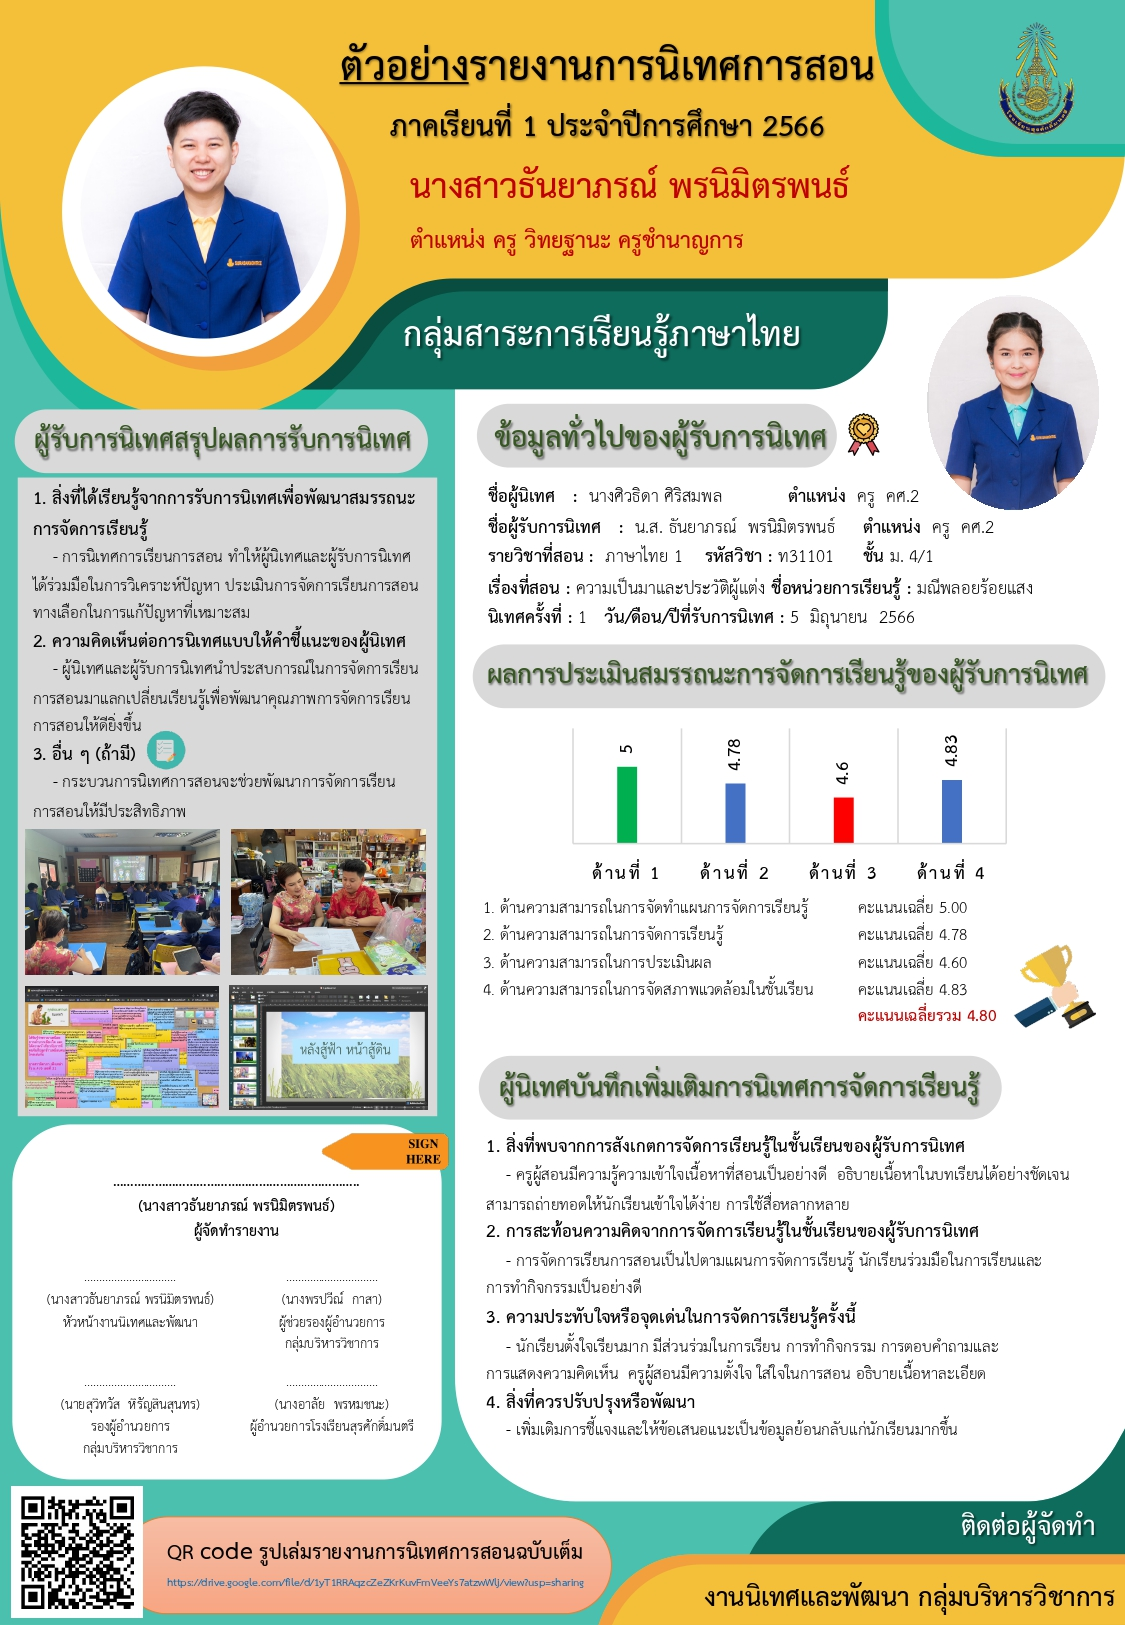 ตัวอย่างรายงานการนิเทศการสอน
ภาคเรียนที่ 1 ประจำปีการศึกษา 2566
นางสาวธันยาภรณ์ พรนิมิตรพนธ์
ตำแหน่ง ครู วิทยฐานะ ครูชำนาญการ
กลุ่มสาระการเรียนรู้ภาษาไทย
ผู้รับการนิเทศสรุปผลการรับการนิเทศ
1. สิ่งที่ได้เรียนรู้จากการรับการนิเทศเพื่อพัฒนาสมรรถนะ
การจัดการเรียนรู้
- การนิเทศการเรียนการสอน ทำให้ผู้นิเทศและผู้รับการนิเทศ
ได้ร่วมมือในการวิเคราะห์ปัญหา ประเมินการจัดการเรียนการสอน
ทางเลือกในการแก้ปัญหาที่เหมาะสม
2. ความคิดเห็นต่อการนิเทศแบบให้คำชี้แนะของผู้นิเทศ
- ผู้นิเทศและผู้รับการนิเทศนำประสบการณ์ในการจัดการเรียน
การสอนมาแลกเปลี่ยนเรียนรู้เพื่อพัฒนาคุณภาพการจัดการเรียน
การสอนให้ดียิ่งขึ้น
3. อื่น ๆ (ถ้ามี)
- กระบวนการนิเทศการสอนจะช่วยพัฒนาการจัดการเรียน
การสอนให้มีประสิทธิภาพ
หลังสู้ฟ้า หน้าสู้ดิน
SIGN
HERE
(นางสาวธันยาภรณ์ พรนิมิตรพนธ์)
ผู้จัดทำรายงาน
(นางสาวธันยาภรณ์ พรนิมิตรพนธ์) (นางพรปวีณ์ กาสา)
หัวหน้างานนิเทศและพัฒนา ผู้ช่วยรองผู้อำนวยการ
กลุ่มบริหารวิชาการ
(นายสุวิทวัส หิรัญสินสุนทร) (นางอาลัย พรหมชนะ)
รองผู้อำนวยการ ผู้อำนวยการโรงเรียนสุรศักดิ์มนตรี
กลุ่มบริหารวิชาการ
ข้อมูลทั่วไปของผู้รับการนิเทศ
ชื่อผู้นิเทศ : นางศิวธิดา ศิริสมพล ตำแหน่ง ครู คศ.2
ชื่อผู้รับการนิเทศ : น.ส. ธันยาภรณ์ พรนิมิตรพนธ์ ตำแหน่ง ครู คศ.2
รายวิชาที่สอน : ภาษาไทย 1 รหัสวิชา : ท31101 ชั้น ม. 4/1
เรื่องที่สอน : ความเป็นมาและประวัติผู้แต่ง ชื่อหน่วยการเรียนรู้ : มณีพลอยร้อยแสง
นิเทศครั้งที่ : 1 วัน/ดือน/ปีที่รับการนิเทศ : 5 มิถุนายน 2566
ผลการประเมินสมรรถนะการจัดการเรียนรู้ของผู้รับการนิเทศ
5 4.78 4.6 4.83
ด้านที่ 1 ด้านที่ 2 ด้านที่ 3 ด้านที่ 4
1. ด้านความสามารถในการจัดทำแผนการจัดการเรียนรู้ คะแนนเฉลี่ย 5.00
2. ด้านความสามารถในการจัดการเรียนรู้ คะแนนเฉลี่ย 4.78
3. ด้านความสามารถในการประเมินผล คะแนนเฉลี่ย 4.60
4. ด้านความสามารถในการจัดสภาพแวดล้อมในชั้นเรียน คะแนนเฉลี่ย 4.83
คะแนนเฉลี่ยรวม 4.80
ผู้นิเทศบันทึกเพิ่มเติมการนิเทศการจัดการเรียนรู้
1. สิ่งที่พบจากการสังเกตการจัดการเรียนรู้ในชั้นเรียนของผู้รับการนิเทศ
- ครูผู้สอนมีความรู้ความเข้าใจเนื้อหาที่สอนเป็นอย่างดี อธิบายเนื้อหาในบทเรียนได้อย่างชัดเจน
สามารถถ่ายทอดให้นักเรียนเข้าใจได้ง่าย การใช้สื่อหลากหลาย
2. การสะท้อนความคิดจากการจัดการเรียนรู้ในชั้นเรียนของผู้รับการนิเทศ
- การจัดการเรียนการสอนเป็นไปตามแผนการจัดการเรียนรู้ นักเรียนร่วมมือในการเรียนและ
การทำกิจกรรมเป็นอย่างดี
3. ความประทับใจหรือจุดเด่นในการจัดการเรียนรู้ครั้งนี้
- นักเรียนตั้งใจเรียนมาก มีส่วนร่วมในการเรียน การทำกิจกรรม การตอบคำถามและ
การแสดงความคิดเห็น ครูผู้สอนมีความตั้งใจ ใส่ใจในการสอน อธิบายเนื้อหาละเอียด
4. สิ่งที่ควรปรับปรุงหรือพัฒนา
- เพิ่มเติมการชี้แจงและให้ข้อเสนอแนะเป็นข้อมูลย้อนกลับแก่นักเรียนมากขึ้น
QR code รูปเล่มรายงานการนิเทศการสอนฉบับเต็ม
https://drive.google.com/file/d/1yT1RRAqzcZeZKrKuvFmVeeYs7atzwWlj/view?usp=sharing
ติดต่อผู้จัดทำ
งานนิเทศและพัฒนา กลุ่มบริหารวิชาการ